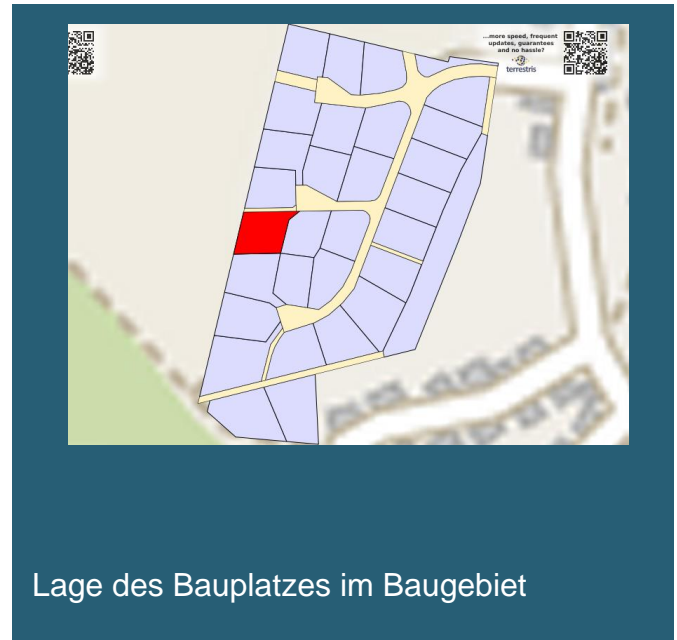 ...more speed, frequent
updates, guarantees
and no hassle?
terrestris
Lage des Bauplatzes im Baugebiet